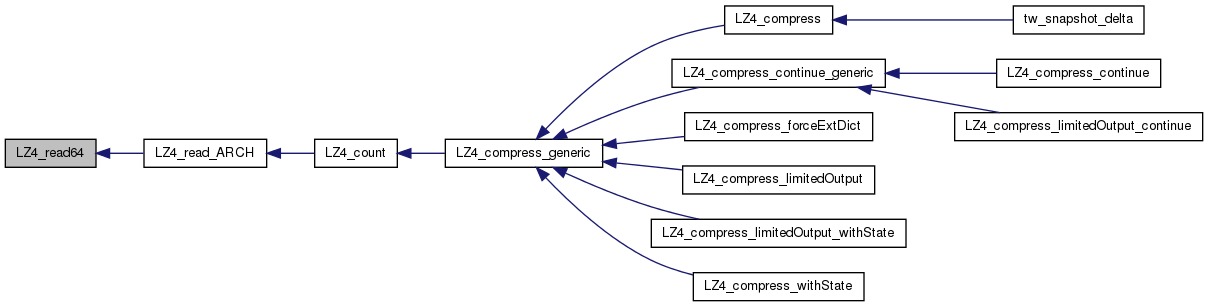 LZ4_compress
tw_snapshot_delta
LZ4_compress_continue_generic
LZ4_compress_continue
LZ4_compress_forceExtDict
LZ4_compress_limitedOutput_continue
LZ4_read64
LZ4_read_ARCH
LZ4_count
LZ4_compress_generic
LZ4_compress_limitedOutput
LZ4_compress_limitedOutput_withState
LZ4_compress_withState